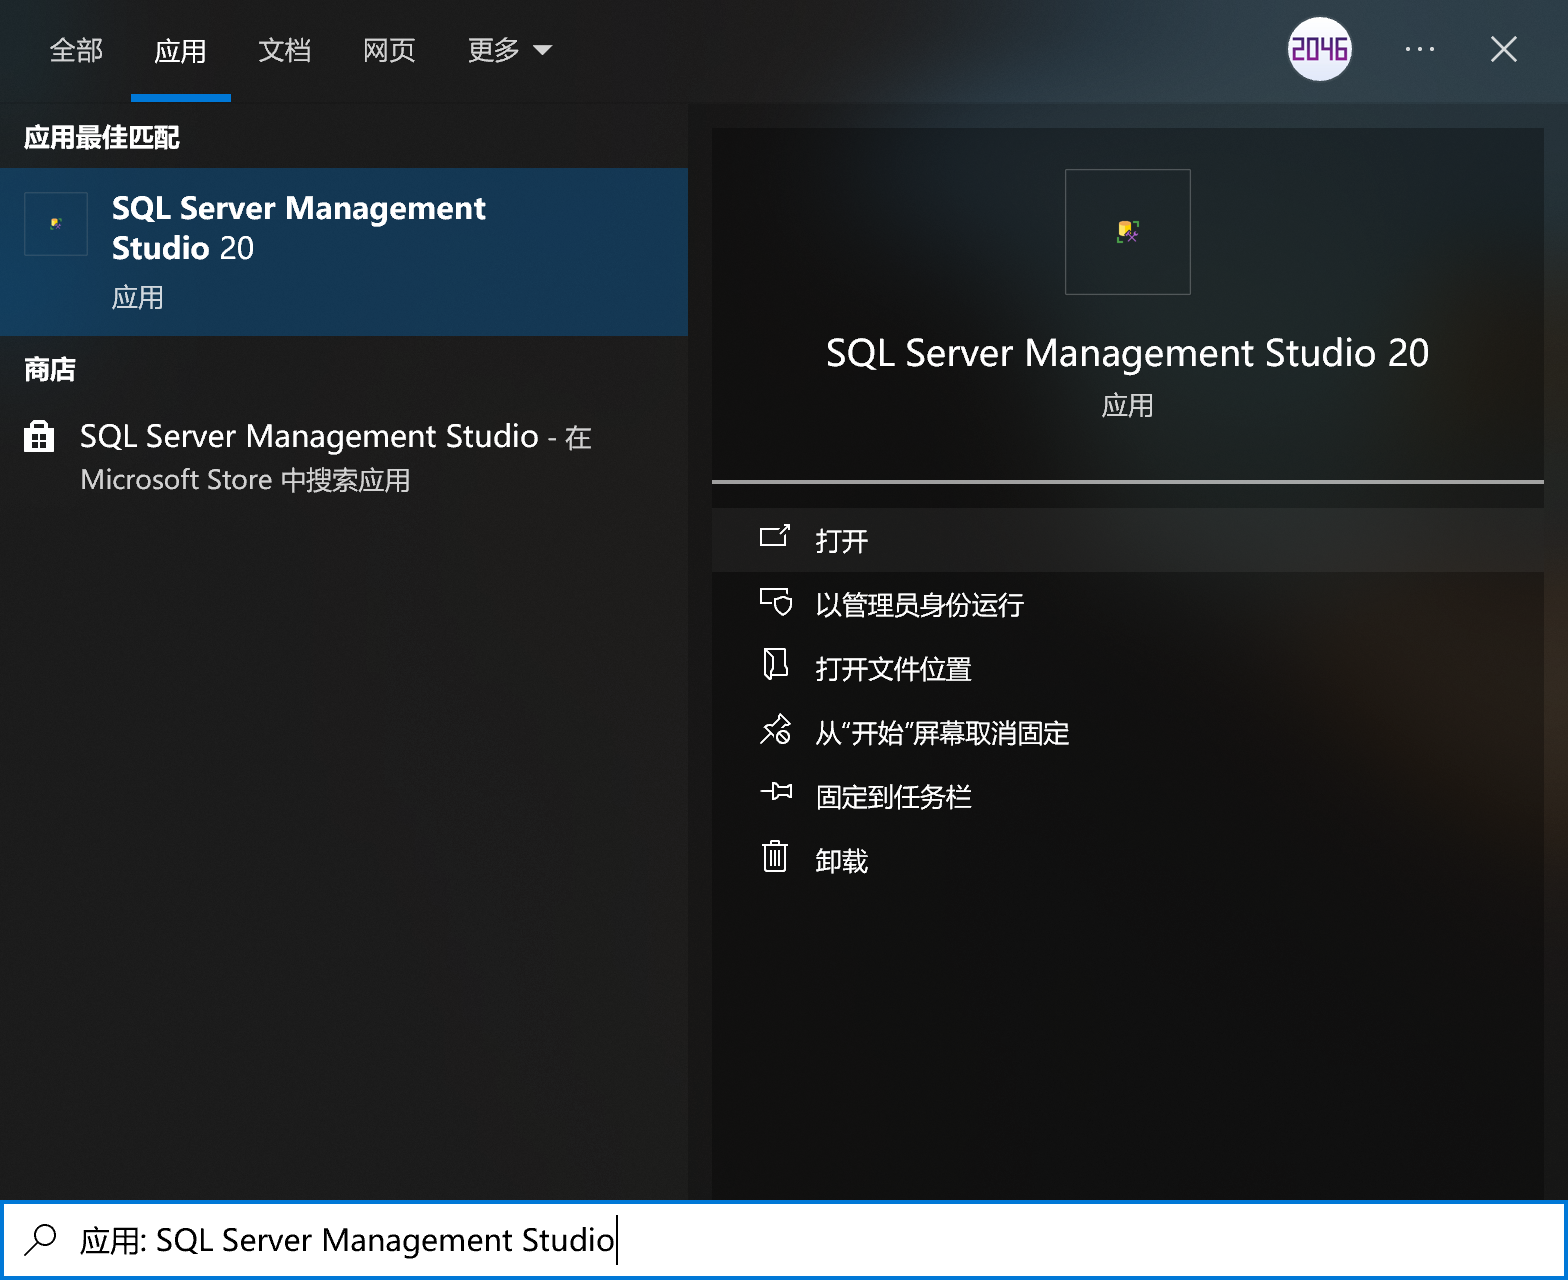 全部 应用 文档 网页 更多
2046
应用最佳匹配
SQL Server Management
Studio 20
应用
商店
SQL Server Management Studio - 在
Microsoft Store 中搜索应用
SQL Server Management Studio 20
应用
打开
以管理员身份运行
打开文件位置
从“开始”屏幕取消固定
固定到任务栏
卸载
应用: SQL Server Management Studio